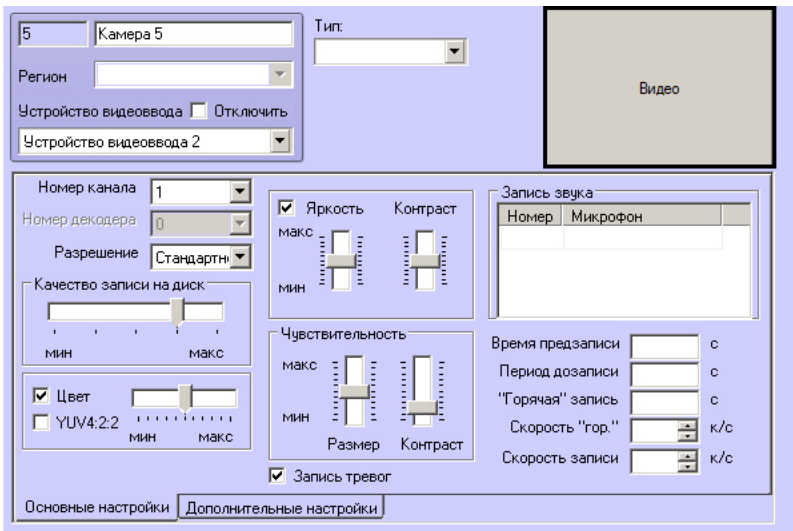 5 Камера 5
Тип:
Регион
Видео
Устройство видеоввода Отключить
Устройство видеоввода 2
Номер канала 1
Номер декодера 0
Разрешение Стандартн
Качество записи на диск
мин макс
Цвет
YUV4:2:2
мин макс
Яркость Контраст
макс
мин
Чувствительность
макс
мин
Размер Контраст
Запись тревог
Запись звука
Номер Микрофон
Время предзаписи с
Период дозаписи с
"Горячая" запись с
Скорость "гор." к/с
Скорость записи к/с
Основные настройки Дополнительные настройки